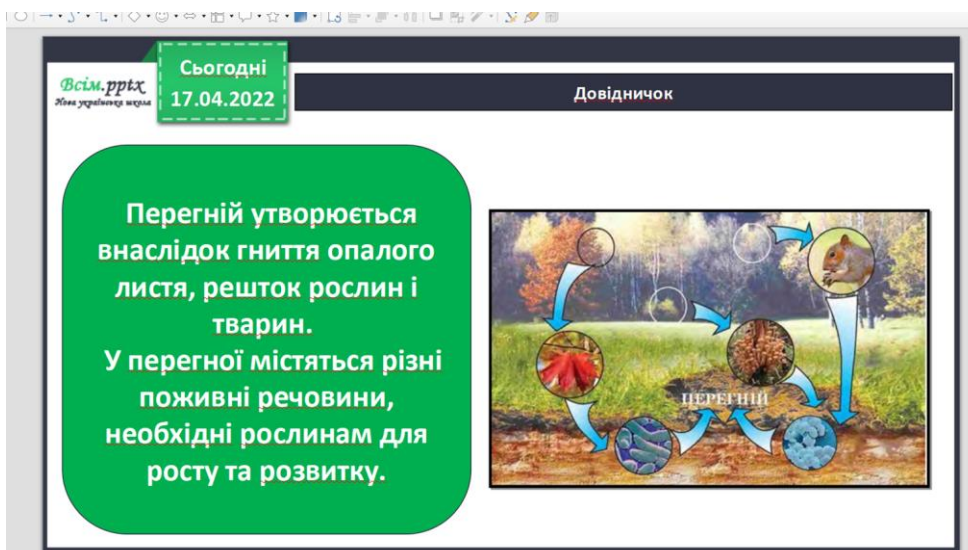 Всім.pptx
Нова українська школа
Сьогодні
17.04.2022
Довідничок
Перегній утворюється
внаслідок гниття опалого
листя, решток рослин і
тварин.
У перегної містяться різні
поживні речовини,
необхідні рослинам для
росту та розвитку.
ПЕРЕГНІЙ